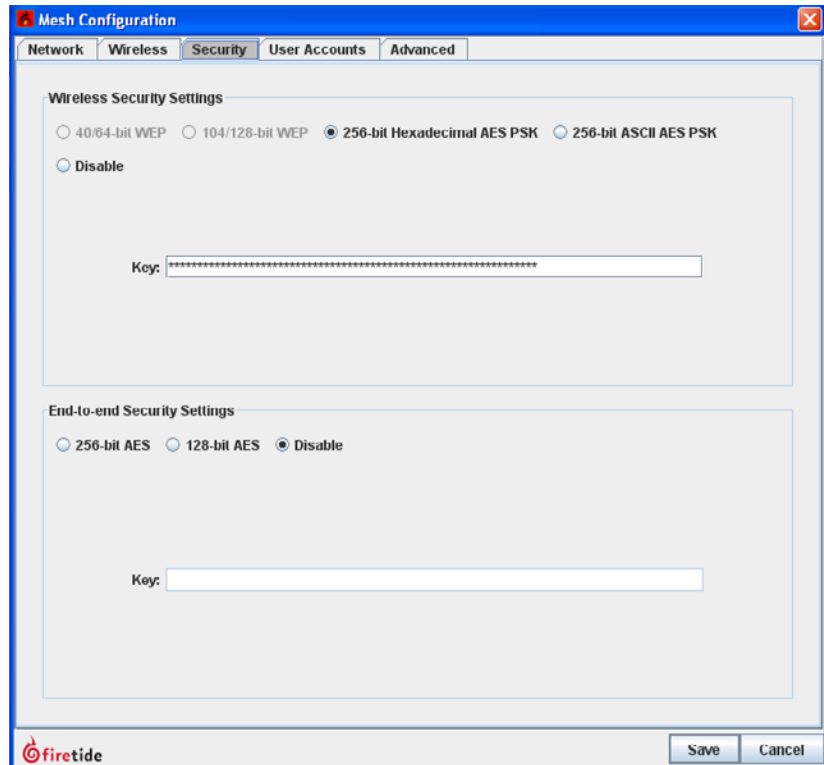 Mesh Configuration
Network Wireless Security User Accounts Advanced
Wireless Security Settings
40/64-bit WEP 104/128-bit WEP 256-bit Hexadecimal AES PSK 256-bit ASCII AES PSK
Disable
Key: ****************************************************************
End-to-end Security Settings
256-bit AES 128-bit AES Disable
Key:
firetide Save Cancel